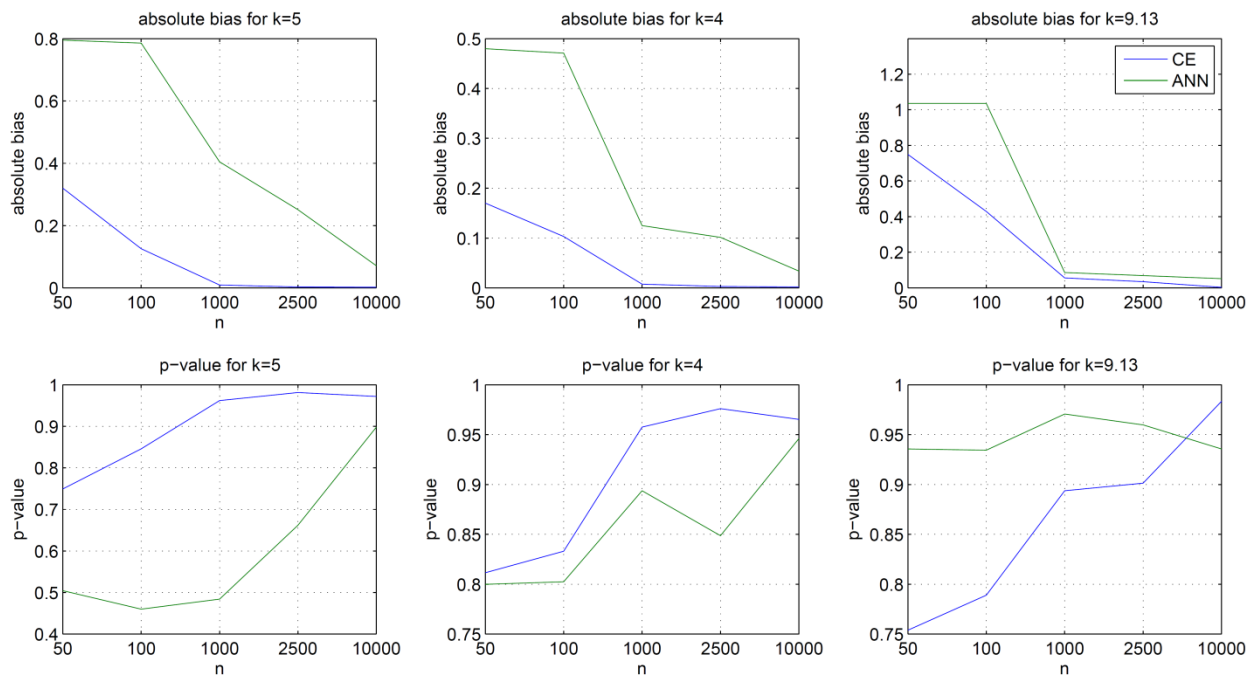 absolute bias for k=5
absolute bias for k=4
absolute bias for k=9.13
0.8
0.6
0.4
0.2
0
absolute bias
50 100 1000 2500 10000
n
0.5
0.4
0.3
0.2
0.1
0
absolute bias
50 100 1000 2500 10000
n
1.2
1
0.8
0.6
0.4
0.2
0
absolute bias
50 100 1000 2500 10000
n
CE
ANN
p−value for k=5
p−value for k=4
p−value for k=9.13
1
0.9
0.8
0.7
0.6
0.5
0.4
p−value
50 100 1000 2500 10000
n
1
0.95
0.9
0.85
0.8
0.75
p−value
50 100 1000 2500 10000
n
1
0.95
0.9
0.85
0.8
0.75
p−value
50 100 1000 2500 10000
n